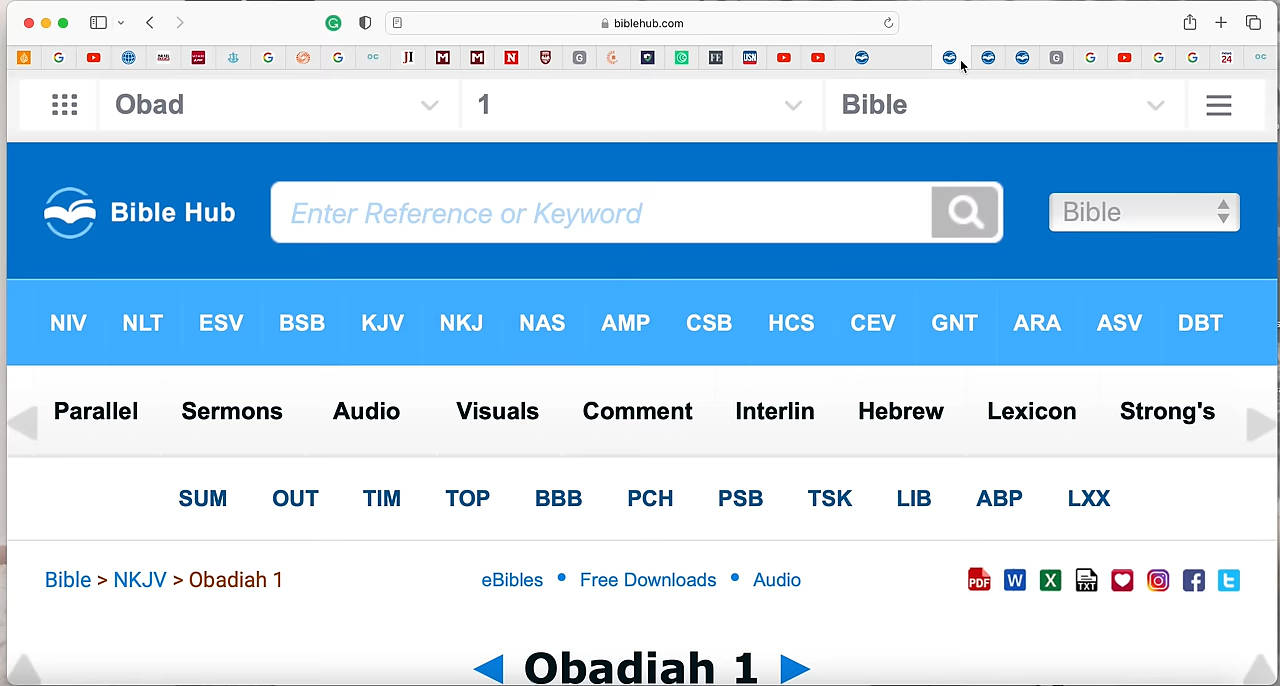 biblehub.com
Obad 1 Bible
Bible Hub Enter Reference or Keyword Bible
NIV NLT ESV BSB KJV NKJ NAS AMP CSB HCS CEV GNT ARA ASV DBT
Parallel Sermons Audio Visuals Comment Interlin Hebrew Lexicon Strong's
SUM OUT TIM TOP BBB PCH PSB TSK LIB ABP LXX
Bible > NKJV > Obadiah 1 eBibles • Free Downloads • Audio PDF W X TXT
Obadiah 1